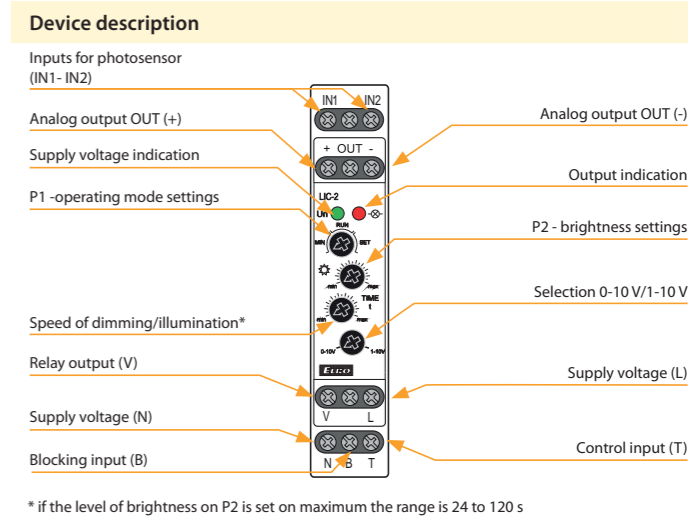 Device description
Inputs for photosensor
(IN1- IN2)
Analog output OUT (+)
Supply voltage indication
P1 -operating mode settings
Speed of dimming/illumination*
Relay output (V)
Supply voltage (N)
Blocking input (B)
IN1 IN2
+ OUT -
LIC-2
Un
RUN
MIN SET
min max
TIME
t
min max
0-10V 1-10V
ELKO
V L
N B T
Analog output OUT (-)
Output indication
P2 - brightness settings
Selection 0-10 V/1-10 V
Supply voltage (L)
Control input (T)
* if the level of brightness on P2 is set on maximum the range is 24 to 120 s